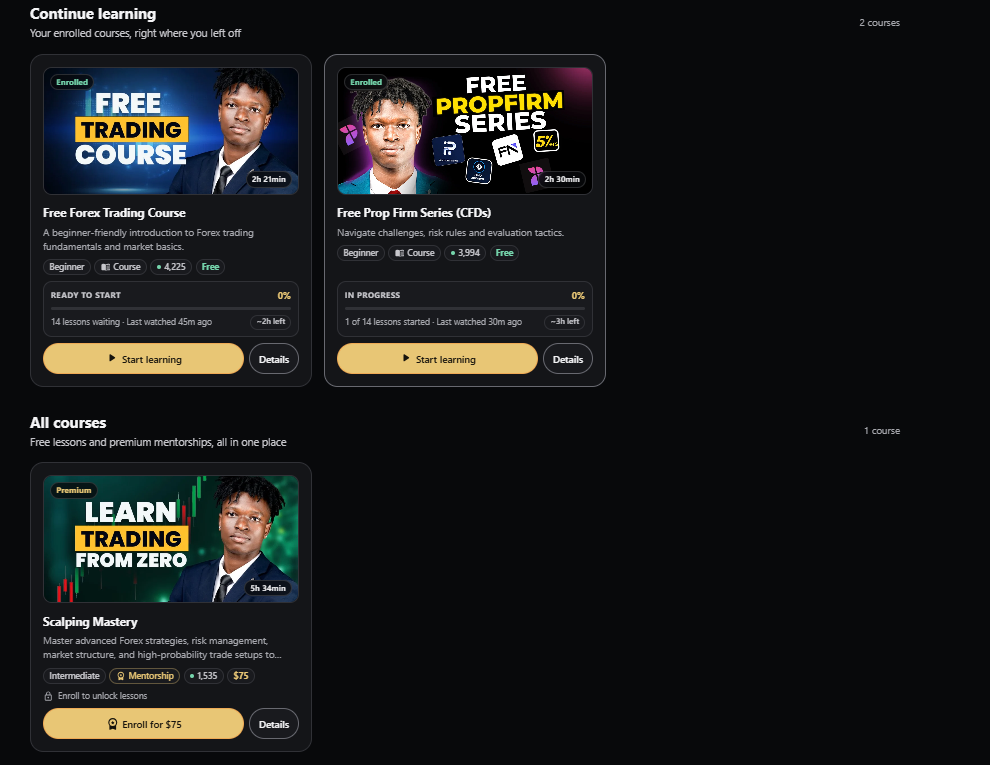 Continue learning
2 courses
Your enrolled courses, right where you left off
Enrolled
FREE
TRADING
COURSE
2h 21min
Free Forex Trading Course
A beginner-friendly introduction to Forex trading
fundamentals and market basics.
Beginner
Course
4,225
Free
READY TO START
0%
14 lessons waiting · Last watched 45m ago
~2h left
Start learning
Details
Enrolled
FREE
PROPFIRM
SERIES
5%
2h 30min
Free Prop Firm Series (CFDs)
Navigate challenges, risk rules and evaluation tactics.
Beginner
Course
3,994
Free
IN PROGRESS
0%
1 of 14 lessons started · Last watched 30m ago
~3h left
Start learning
Details
All courses
1 course
Free lessons and premium mentorships, all in one place
Premium
LEARN
TRADING
FROM ZERO
5h 34min
Scalping Mastery
Master advanced Forex strategies, risk management,
market structure, and high-probability trade setups to...
Intermediate
Mentorship
1,535
$75
Enroll to unlock lessons
Enroll for $75
Details